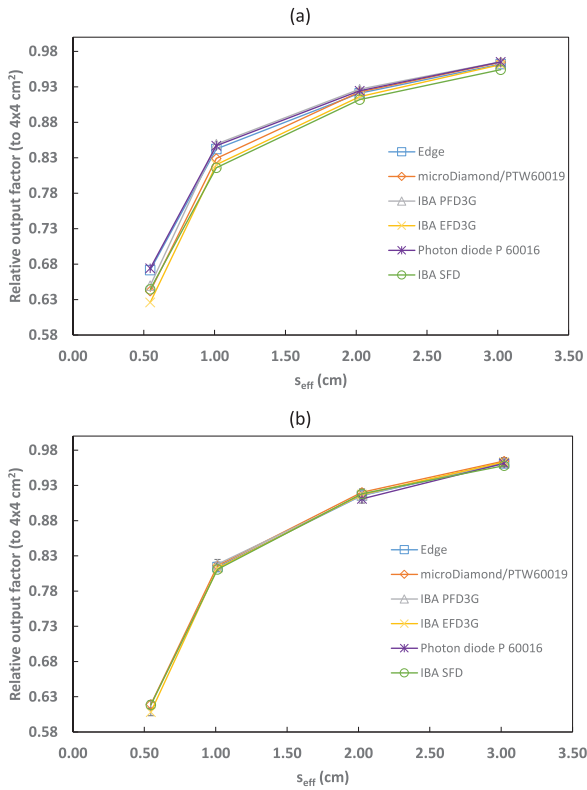 (a)
Relative output factor (to 4x4 cm²)
0.98
0.93
0.88
0.83
0.78
0.73
0.68
0.63
0.58
Edge
microDiamond/PTW60019
IBA PFD3G
IBA EFD3G
Photon diode P 60016
IBA SFD
0.00 0.50 1.00 1.50 2.00 2.50 3.00 3.50
s_eff (cm)
(b)
Relative output factor (to 4x4 cm²)
0.98
0.93
0.88
0.83
0.78
0.73
0.68
0.63
0.58
Edge
microDiamond/PTW60019
IBA PFD3G
IBA EFD3G
Photon diode P 60016
IBA SFD
0.00 0.50 1.00 1.50 2.00 2.50 3.00 3.50
s_eff (cm)